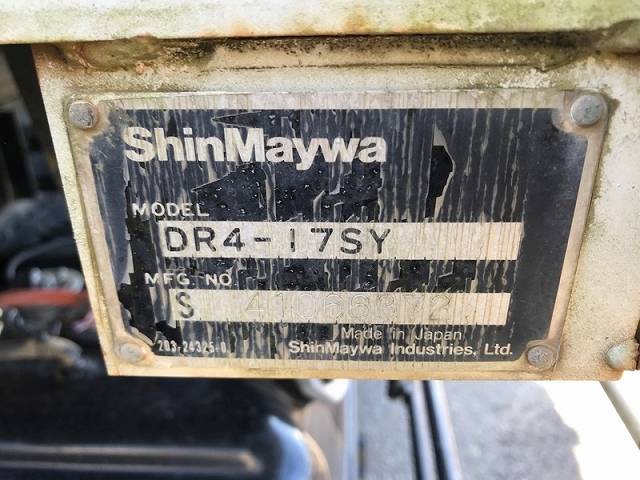 ShinMaywa
MODEL
DR4-17SY
MFG. NO.
S
Made in Japan
ShinMaywa Industries, Ltd.